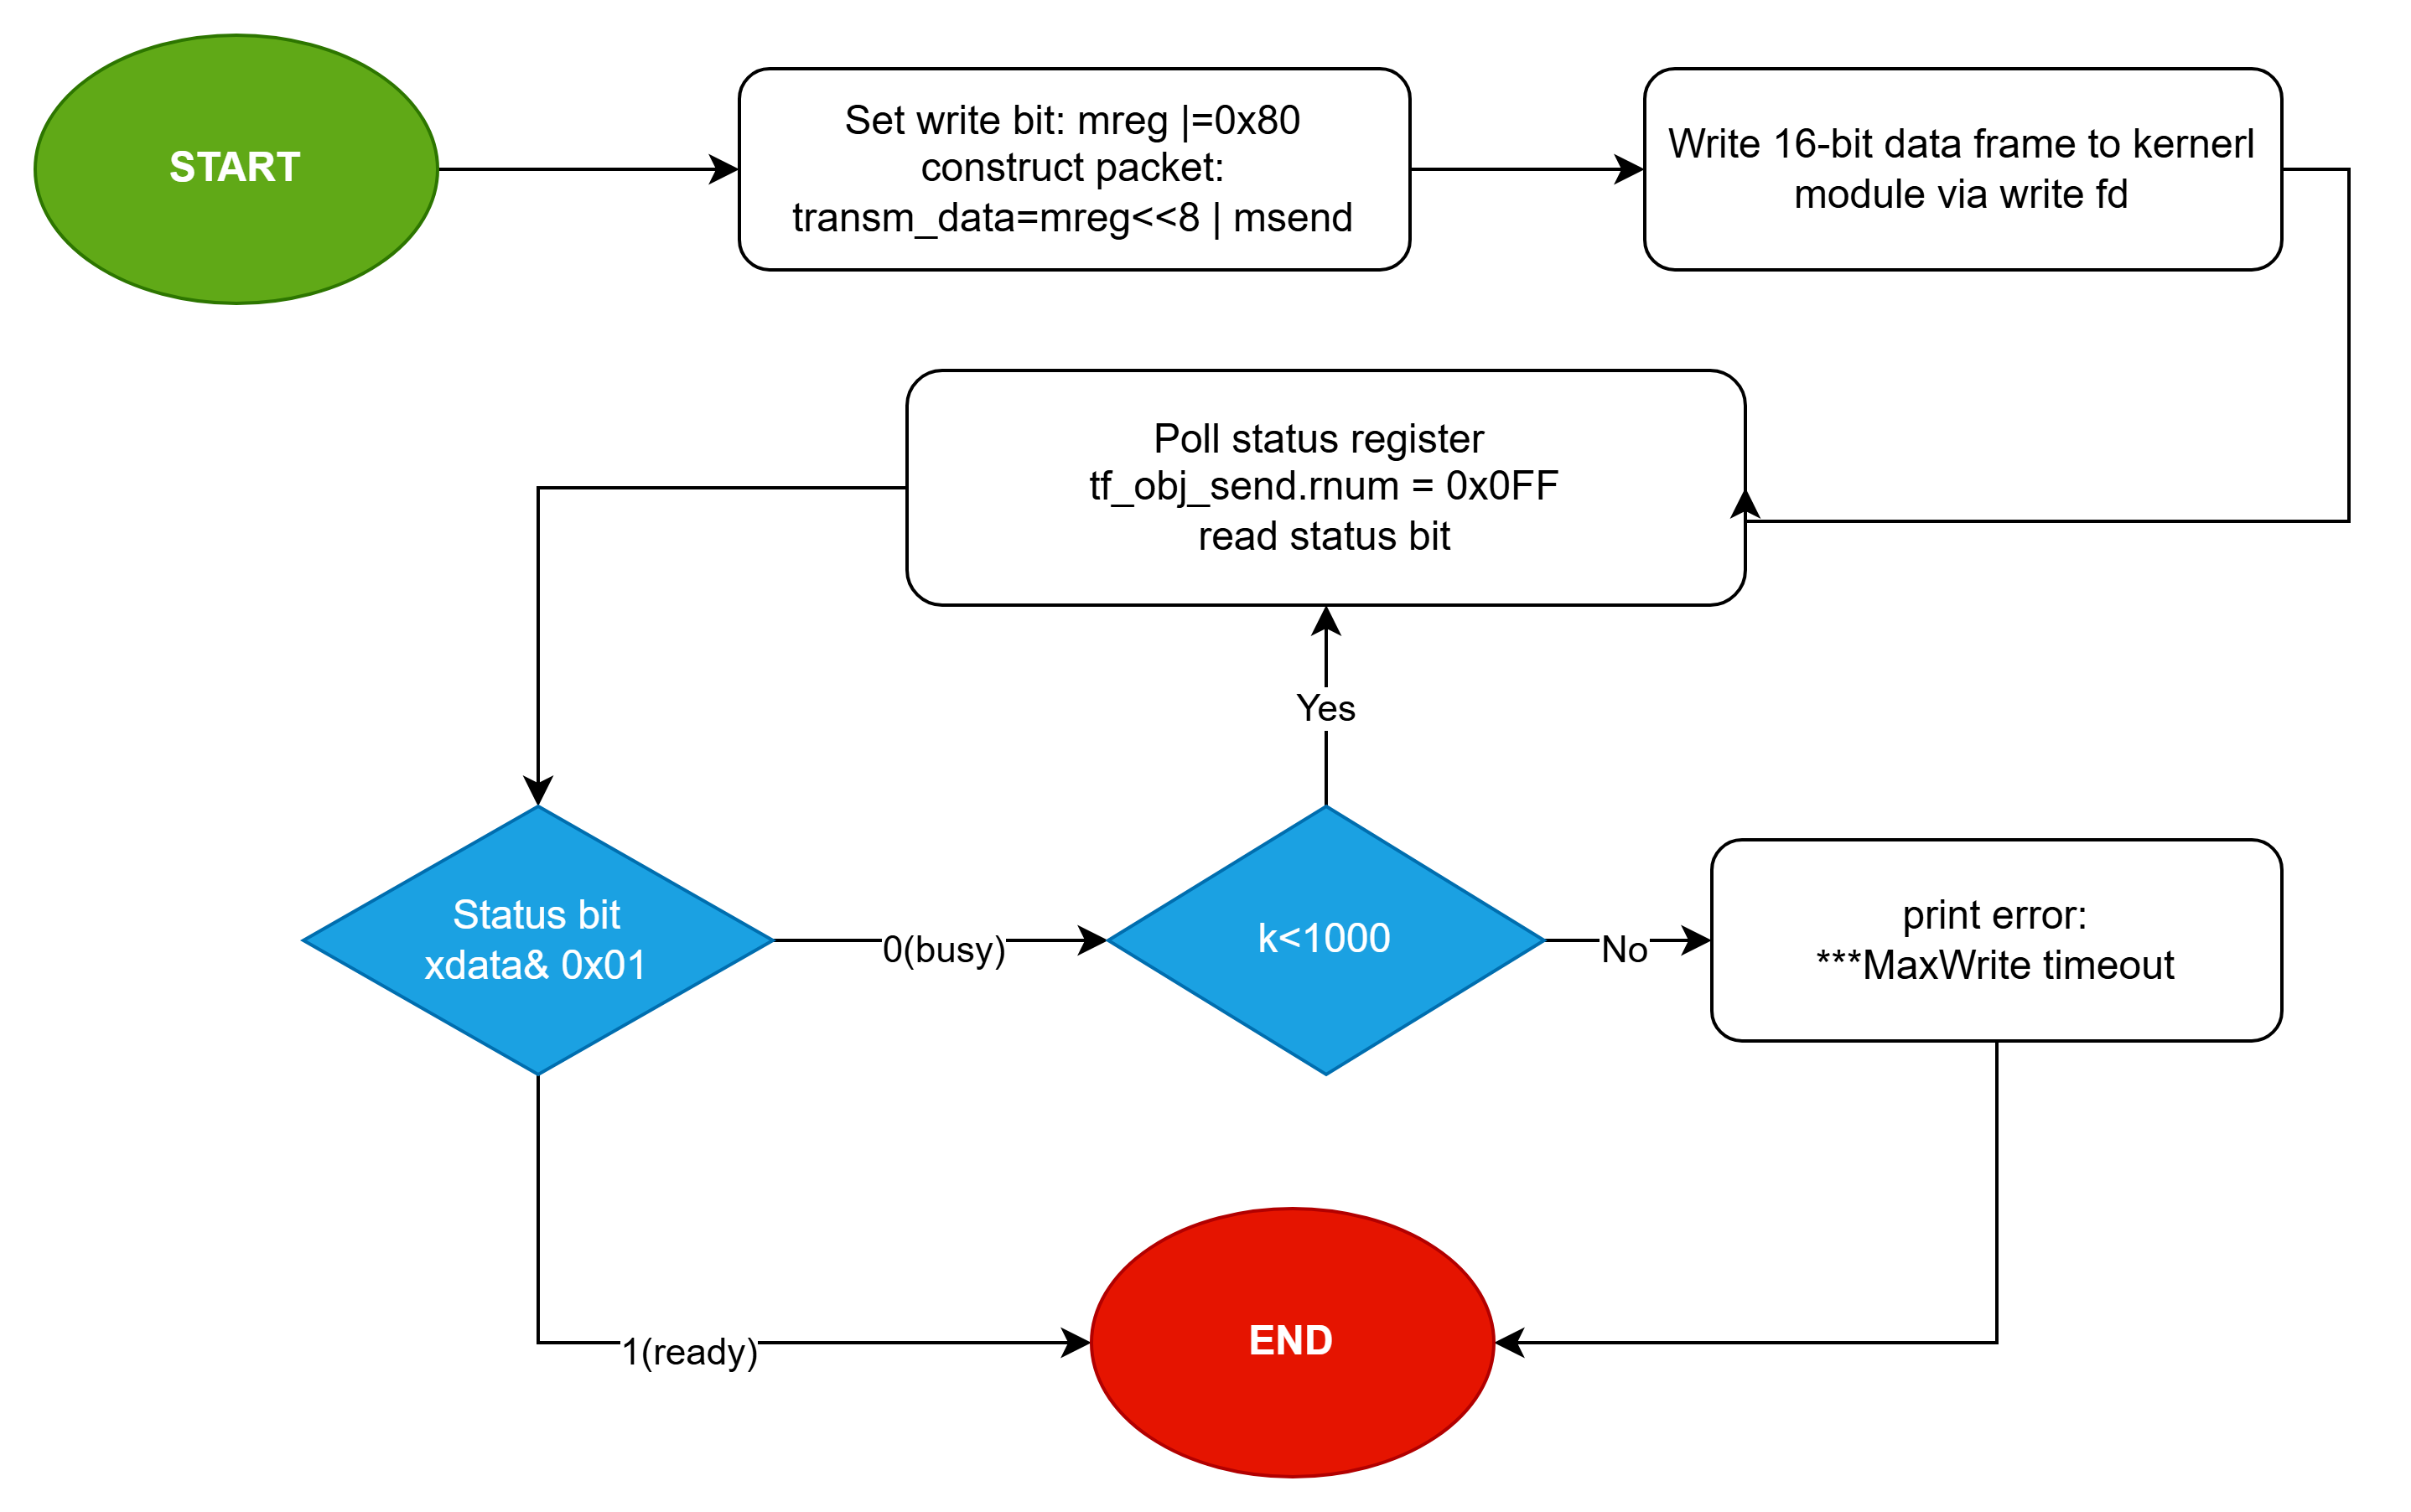 START
Set write bit: mreg |=0x80
construct packet:
transm_data=mreg<<8 | msend
Write 16-bit data frame to kernerl
module via write fd
Poll status register
tf_obj_send.rnum = 0x0FF
read status bit
Yes
Status bit
xdata& 0x01
0(busy)
k<1000
No
print error:
***MaxWrite timeout
1(ready)
END